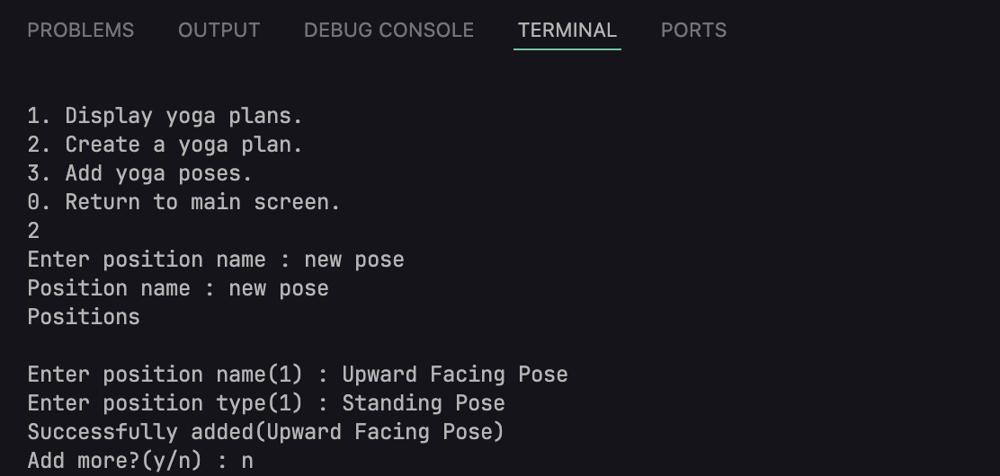 PROBLEMS OUTPUT DEBUG CONSOLE TERMINAL PORTS
1. Display yoga plans.
2. Create a yoga plan.
3. Add yoga poses.
0. Return to main screen.
2
Enter position name : new pose
Position name : new pose
Positions
Enter position name(1) : Upward Facing Pose
Enter position type(1) : Standing Pose
Successfully added(Upward Facing Pose)
Add more?(y/n) : n